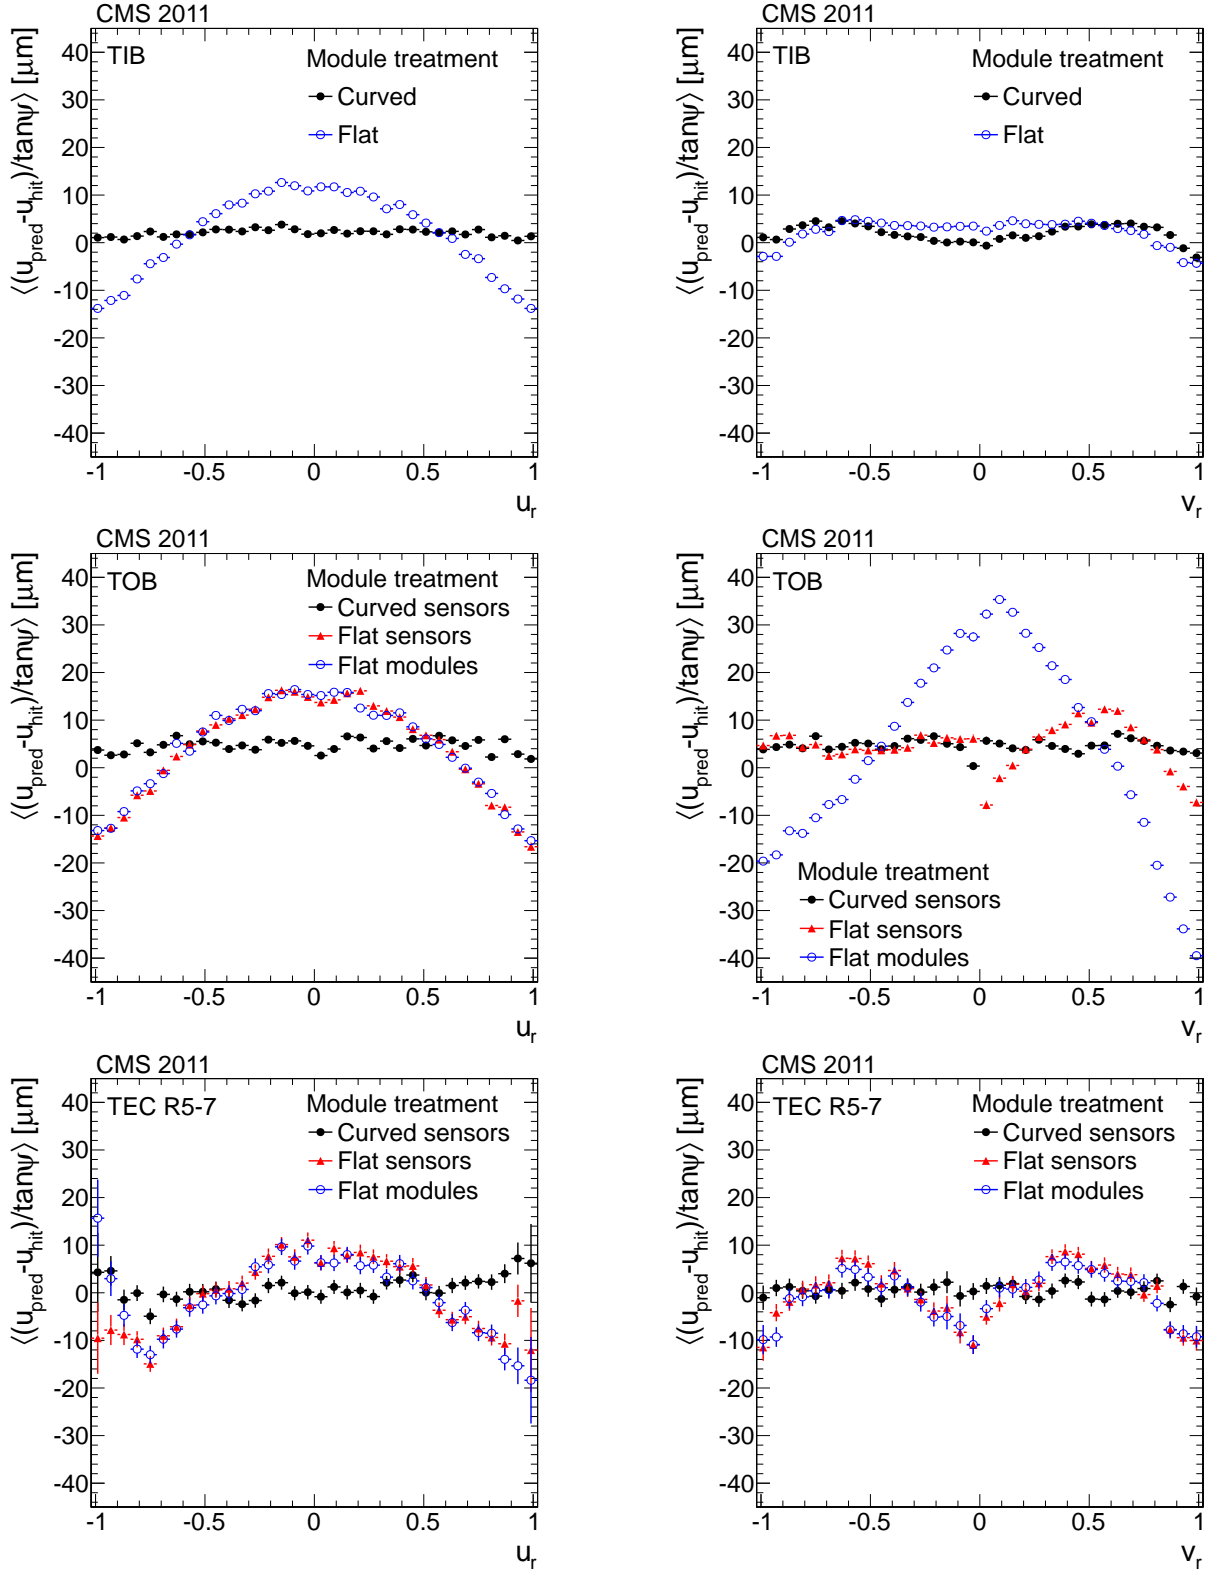 CMS 2011
TIB
Module treatment
Curved
Flat
⟨(u_pred-u_hit)/tanψ⟩ [μm]
40
30
20
10
0
-10
-20
-30
-40
-1 -0.5 0 0.5 1
u_r
CMS 2011
TIB
Module treatment
Curved
Flat
⟨(u_pred-u_hit)/tanψ⟩ [μm]
40
30
20
10
0
-10
-20
-30
-40
-1 -0.5 0 0.5 1
v_r
CMS 2011
TOB
Module treatment
Curved sensors
Flat sensors
Flat modules
⟨(u_pred-u_hit)/tanψ⟩ [μm]
40
30
20
10
0
-10
-20
-30
-40
-1 -0.5 0 0.5 1
u_r
CMS 2011
TOB
⟨(u_pred-u_hit)/tanψ⟩ [μm]
40
30
20
10
0
-10
-20
-30
-40
Module treatment
Curved sensors
Flat sensors
Flat modules
-1 -0.5 0 0.5 1
v_r
CMS 2011
TEC R5-7
Module treatment
Curved sensors
Flat sensors
Flat modules
⟨(u_pred-u_hit)/tanψ⟩ [μm]
40
30
20
10
0
-10
-20
-30
-40
-1 -0.5 0 0.5 1
u_r
CMS 2011
TEC R5-7
Module treatment
Curved sensors
Flat sensors
Flat modules
⟨(u_pred-u_hit)/tanψ⟩ [μm]
40
30
20
10
0
-10
-20
-30
-40
-1 -0.5 0 0.5 1
v_r